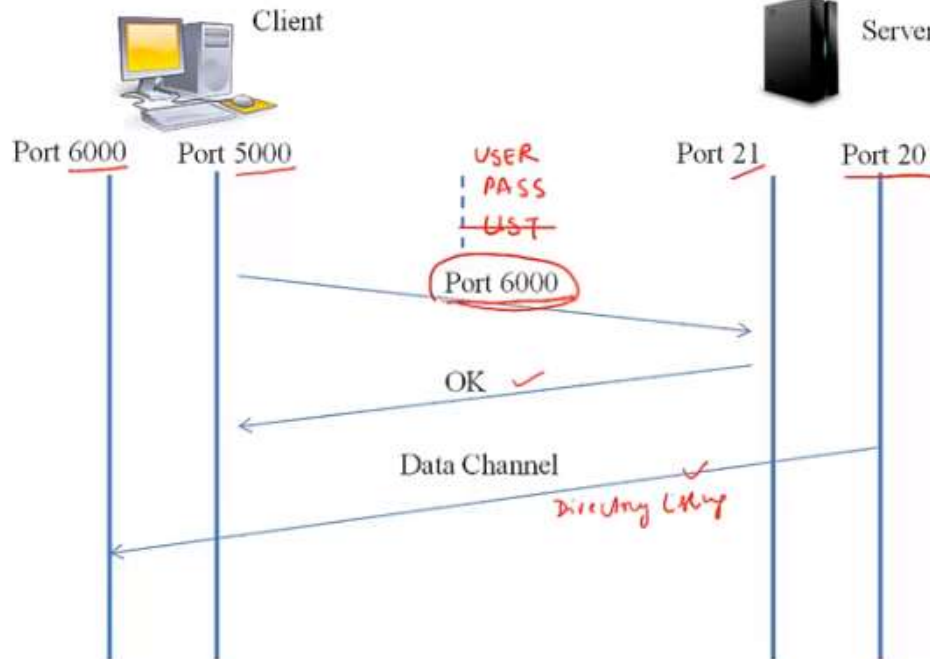 Client
Server
Port 6000 Port 5000 Port 21 Port 20
USER
PASS
LIST
Port 6000
OK
Data Channel
Directory Listing